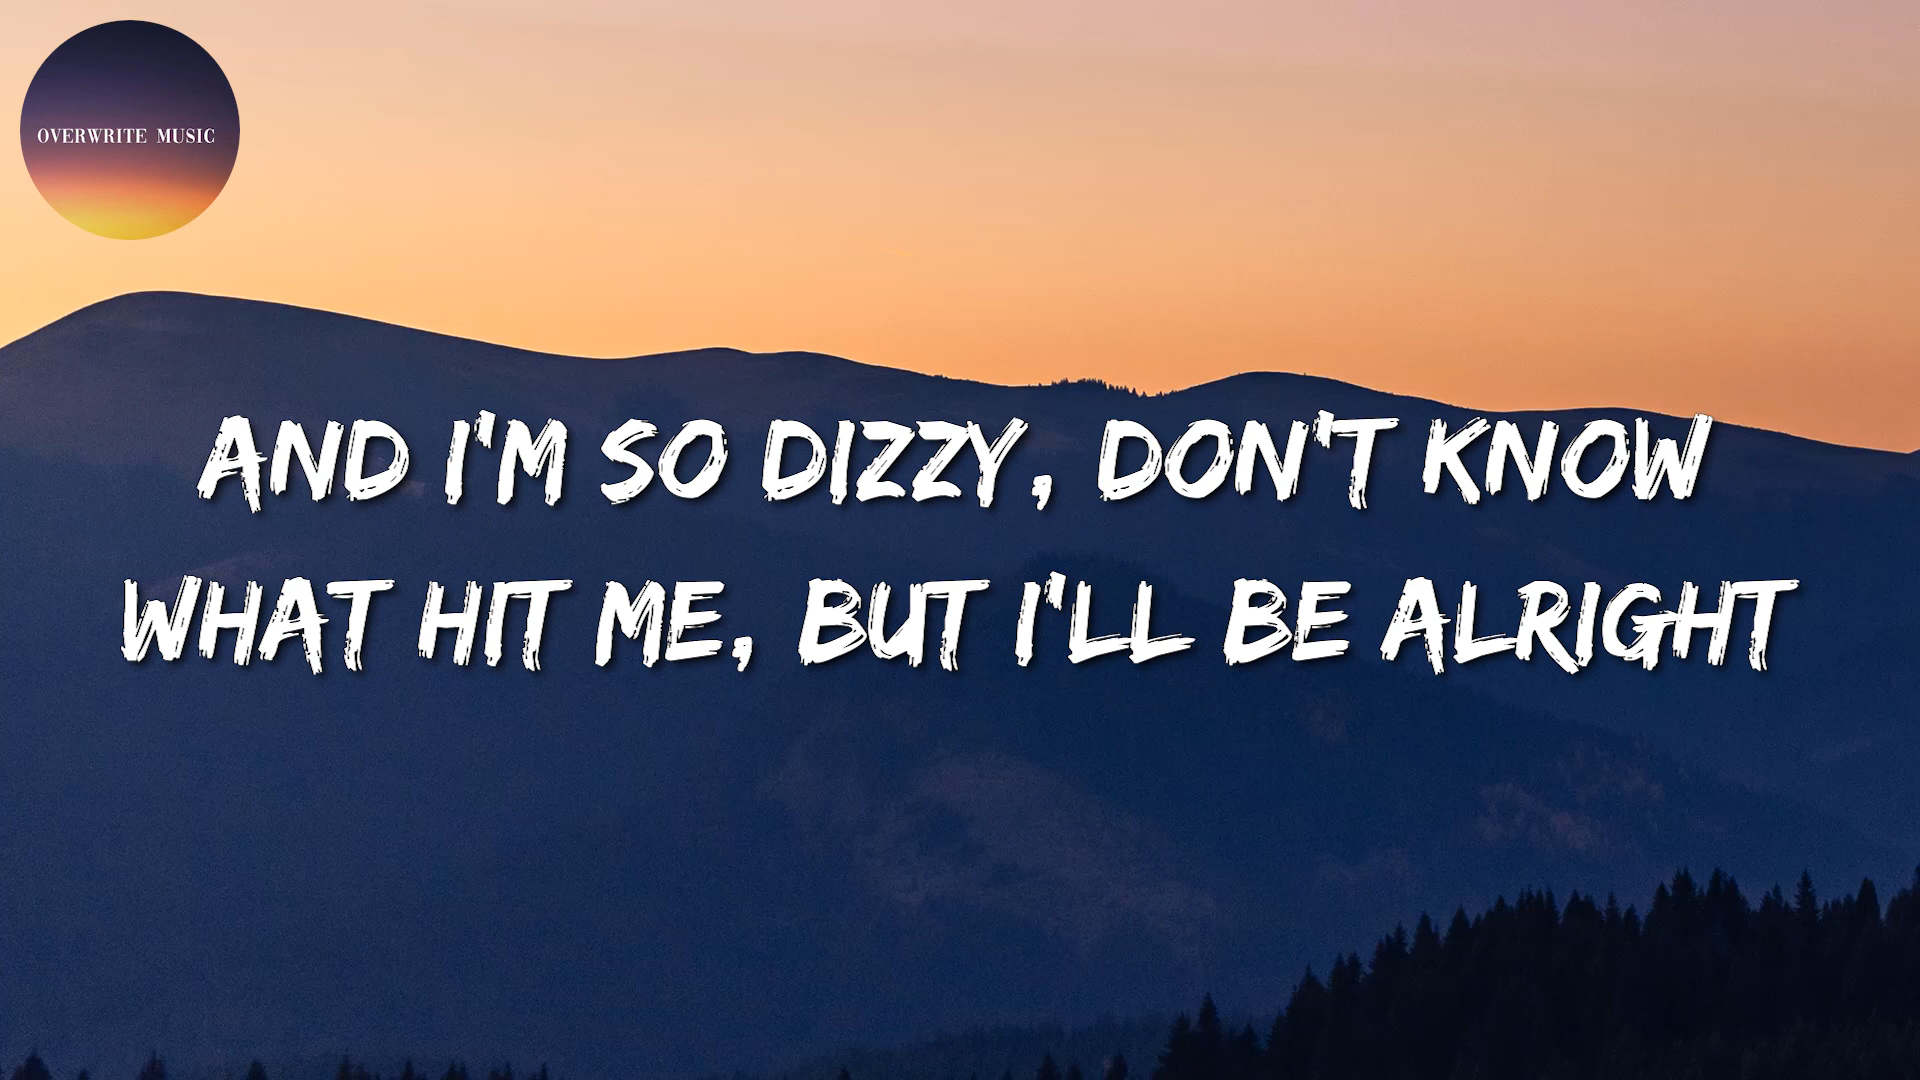 OVERWRITE MUSIC
AND I'M SO DIZZY, DON'T KNOW
WHAT HIT ME, BUT I'LL BE ALRIGHT